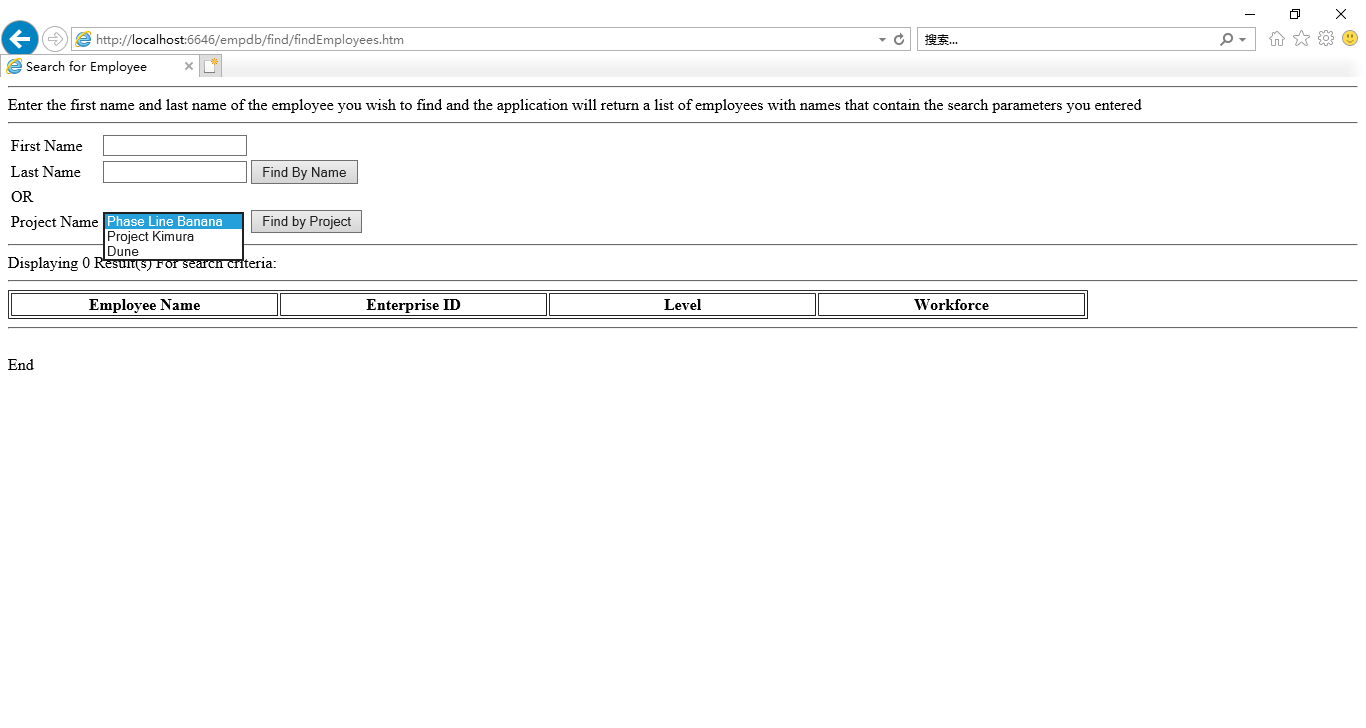 http://localhost:6646/empdb/find/findEmployees.htm
搜索...
Search for Employee
Enter the first name and last name of the employee you wish to find and the application will return a list of employees with names that contain the search parameters you entered
First Name
Last Name Find By Name
OR
Project Name Phase Line Banana Find by Project
Project Kimura
Dune
Displaying 0 Result(s) For search criteria:
Employee Name Enterprise ID Level Workforce
End